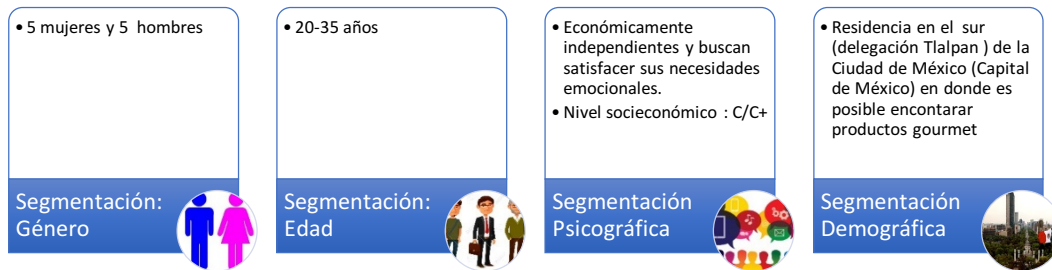 • 5 mujeres y 5 hombres
Segmentación:
Género
• 20-35 años
Segmentación:
Edad
• Económicamente
independientes y buscan
satisfacer sus necesidades
emocionales.
• Nivel socieconómico : C/C+
Segmentación
Psicográfica
• Residencia en el sur
(delegación Tlalpan ) de la
Ciudad de México (Capital
de México) en donde es
posible encontarar
productos gourmet
Segmentación
Demográfica